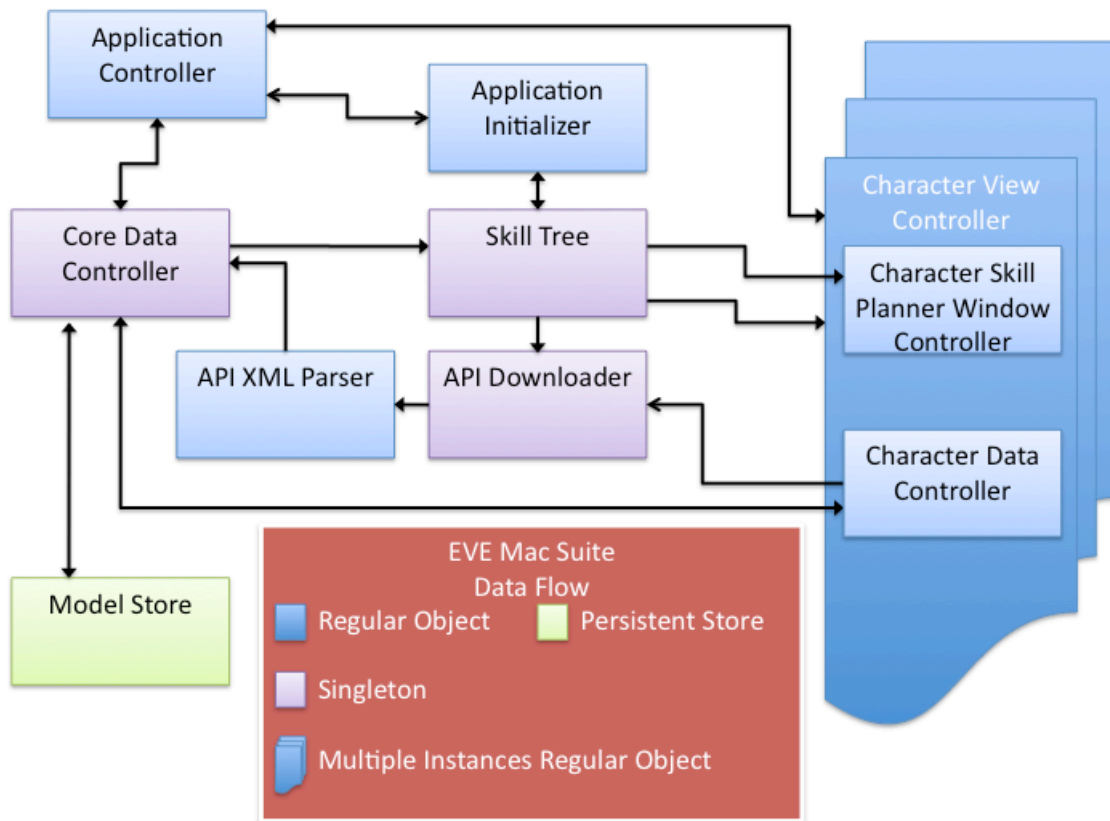 Application
Controller
Application
Initializer
Character View
Controller
Core Data
Controller
Skill Tree
Character Skill
Planner Window
Controller
API XML Parser
API Downloader
Character Data
Controller
Model Store
EVE Mac Suite
Data Flow
Regular Object
Persistent Store
Singleton
Multiple Instances Regular Object